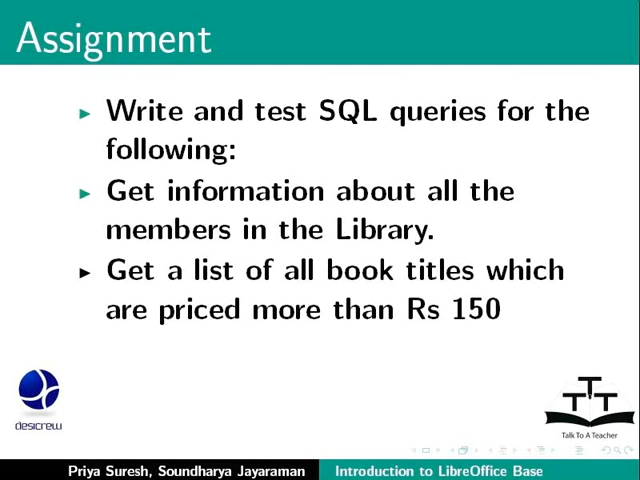 Assignment
Write and test SQL queries for the
following:
Get information about all the
members in the Library.
Get a list of all book titles which
are priced more than Rs 150
desicrew
TTT
Talk To A Teacher
Priya Suresh, Soundharya Jayaraman Introduction to LibreOffice Base